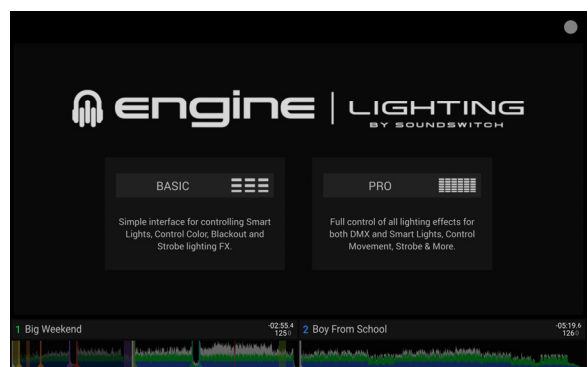 engine | LIGHTING
BY SOUNDSWITCH
BASIC
PRO
Simple interface for controlling Smart
Lights, Control Color, Blackout and
Strobe lighting FX.
Full control of all lighting effects for
both DMX and Smart Lights, Control
Movement, Strobe & More.
1 Big Weekend
-02:55.4
125.0
2 Boy From School
-05:19.6
126.0